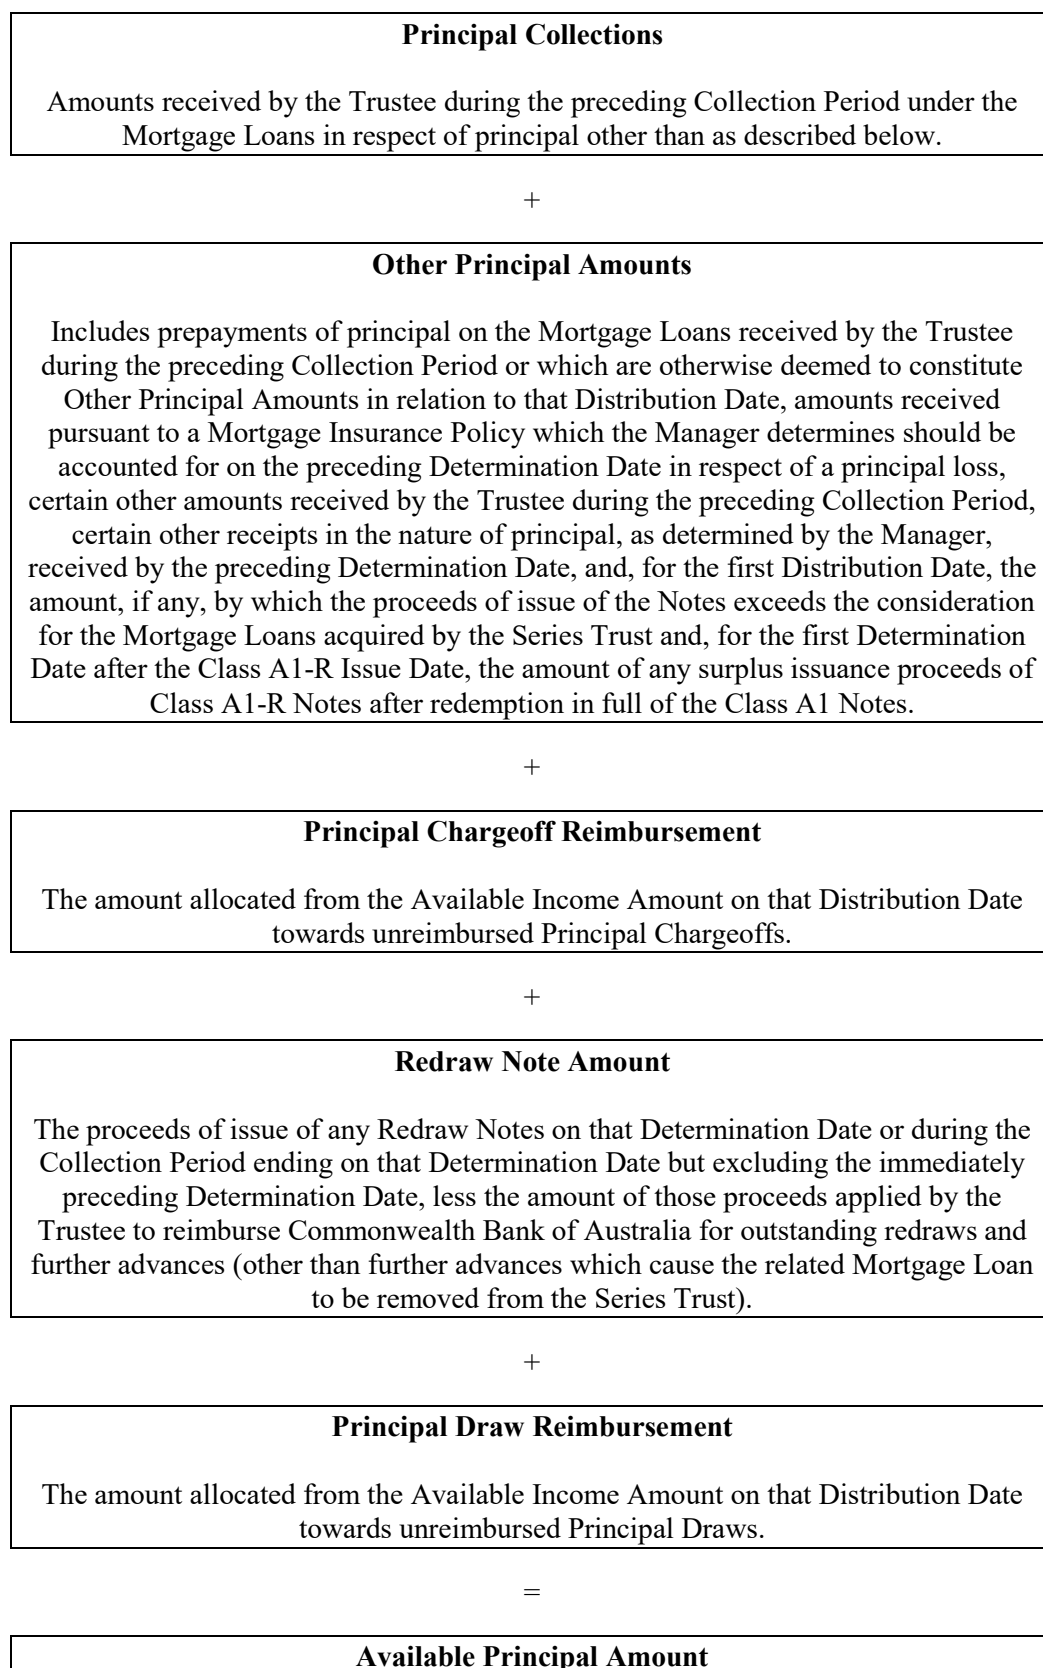 Principal Collections
Amounts received by the Trustee during the preceding Collection Period under the
Mortgage Loans in respect of principal other than as described below.
+
Other Principal Amounts
Includes prepayments of principal on the Mortgage Loans received by the Trustee
during the preceding Collection Period or which are otherwise deemed to constitute
Other Principal Amounts in relation to that Distribution Date, amounts received
pursuant to a Mortgage Insurance Policy which the Manager determines should be
accounted for on the preceding Determination Date in respect of a principal loss,
certain other amounts received by the Trustee during the preceding Collection Period,
certain other receipts in the nature of principal, as determined by the Manager,
received by the preceding Determination Date, and, for the first Distribution Date, the
amount, if any, by which the proceeds of issue of the Notes exceeds the consideration
for the Mortgage Loans acquired by the Series Trust and, for the first Determination
Date after the Class A1-R Issue Date, the amount of any surplus issuance proceeds of
Class A1-R Notes after redemption in full of the Class A1 Notes.
+
Principal Chargeoff Reimbursement
The amount allocated from the Available Income Amount on that Distribution Date
towards unreimbursed Principal Chargeoffs.
+
Redraw Note Amount
The proceeds of issue of any Redraw Notes on that Determination Date or during the
Collection Period ending on that Determination Date but excluding the immediately
preceding Determination Date, less the amount of those proceeds applied by the
Trustee to reimburse Commonwealth Bank of Australia for outstanding redraws and
further advances (other than further advances which cause the related Mortgage Loan
to be removed from the Series Trust).
+
Principal Draw Reimbursement
The amount allocated from the Available Income Amount on that Distribution Date
towards unreimbursed Principal Draws.
=
Available Principal Amount